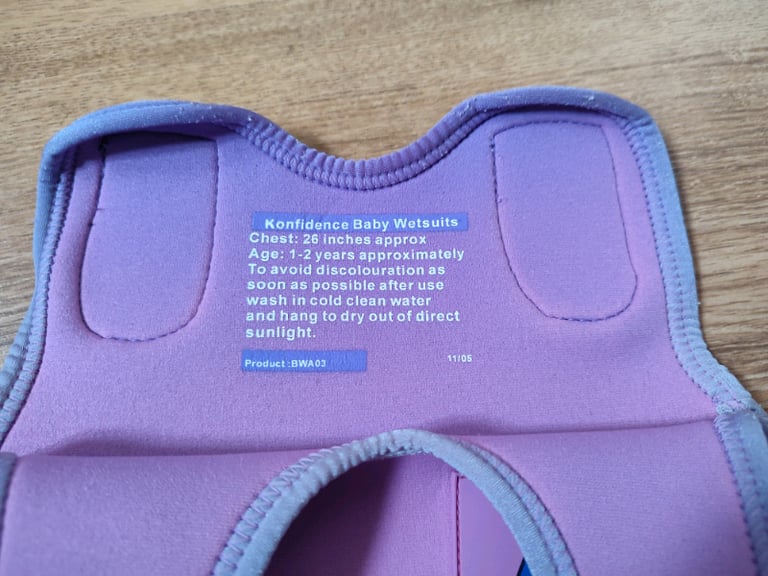 Konfidence Baby Wetsuits
Chest: 26 inches approx
Age: 1-2 years approximately
To avoid discolouration as
soon as possible after use
wash in cold clean water
and hang to dry out of direct
sunlight.
Product :BWA03 11/05